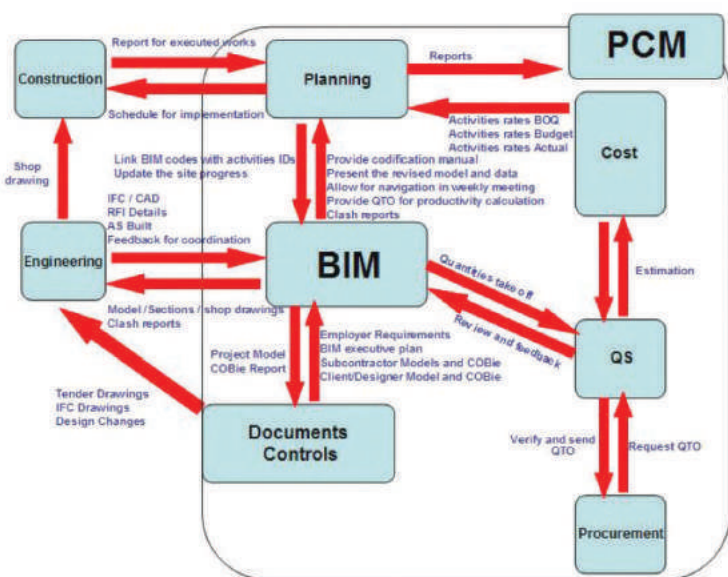 Report for executed works
PCM
Construction
Planning
Reports
Schedule for implementation
Activities rates BOQ
Activities rates Budget
Activities rates Actual
Cost
Shop
drawing
Link BIM codes with activities IDs
Update the site progress
Provide codification manual
Present the revised model and data
Allow for navigation in weekly meeting
Provide QTO for productivity calculation
Clash reports
IFC / CAD
RFI Details
AS Built
Feedback for coordination
Engineering
BIM
Quantities take off
Estimation
Model /Sections / shop drawings
Clash reports
Review and feedback
Project Model
COBie Report
Employer Requirements
BIM executive plan
Subcontractor Models and COBie
Client/Designer Model and COBie
QS
Tender Drawings
IFC Drawings
Design Changes
Documents
Controls
Verify and send
QTO
Request QTO
Procurement